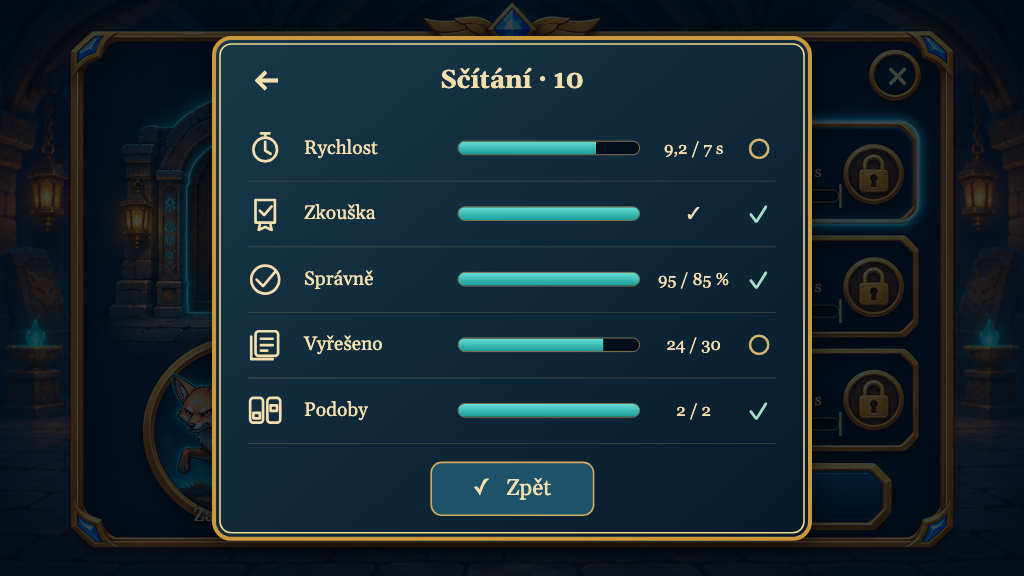 Sčítání · 10
Rychlost 9,2 / 7 s
Zkouška ✓
Správně 95 / 85 %
Vyřešeno 24 / 30
Podoby 2 / 2
✓ Zpět
s
s
s